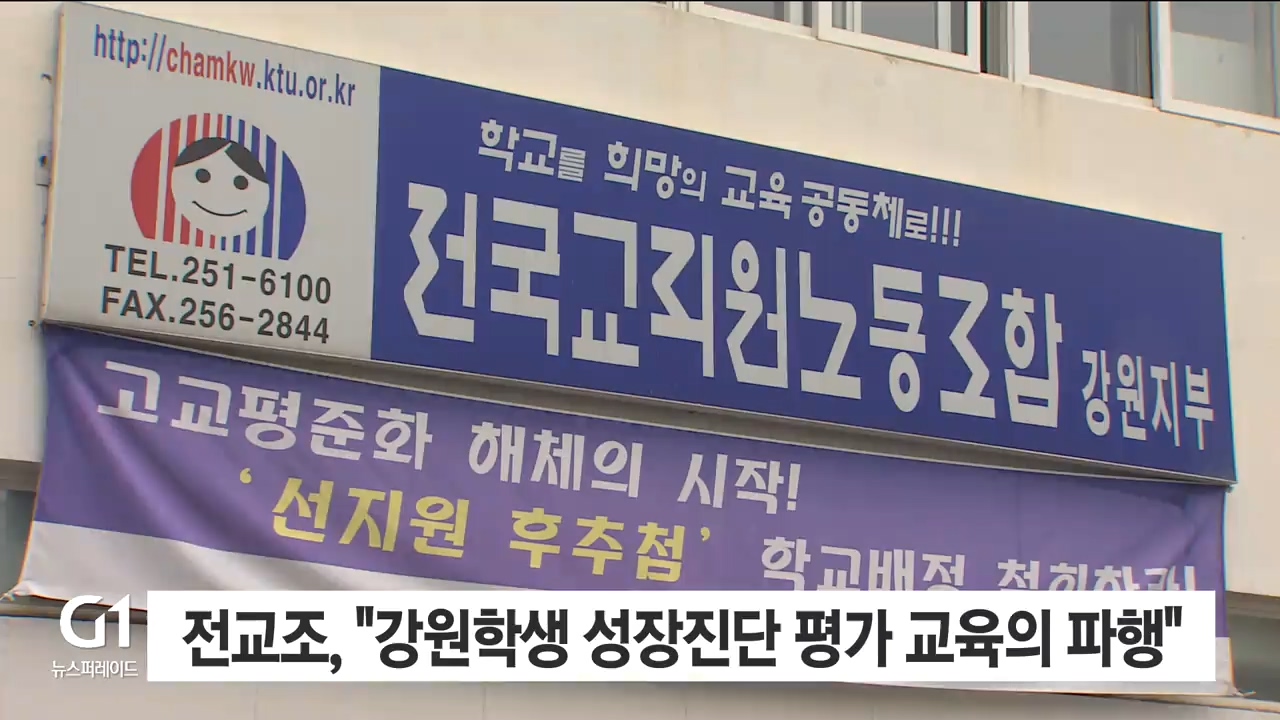 http://chamkw.ktu.or.kr
TEL.251-6100
FAX.256-2844
학교를 희망의 교육 공동체로!!!
전국교직원노동조합 강원지부
고교평준화 해체의 시작!
'선지원 후추첨' 학교배정
G1
뉴스퍼레이드
전교조, "강원학생 성장진단 평가 교육의 파행"